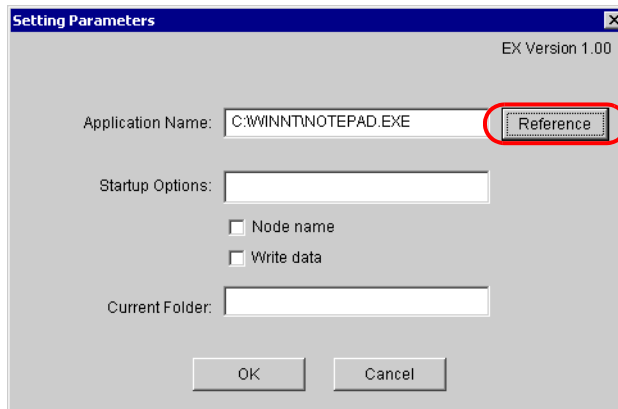 Setting Parameters
EX Version 1.00
Application Name: C:\WINNT\NOTEPAD.EXE Reference
Startup Options:
Node name
Write data
Current Folder:
OK Cancel